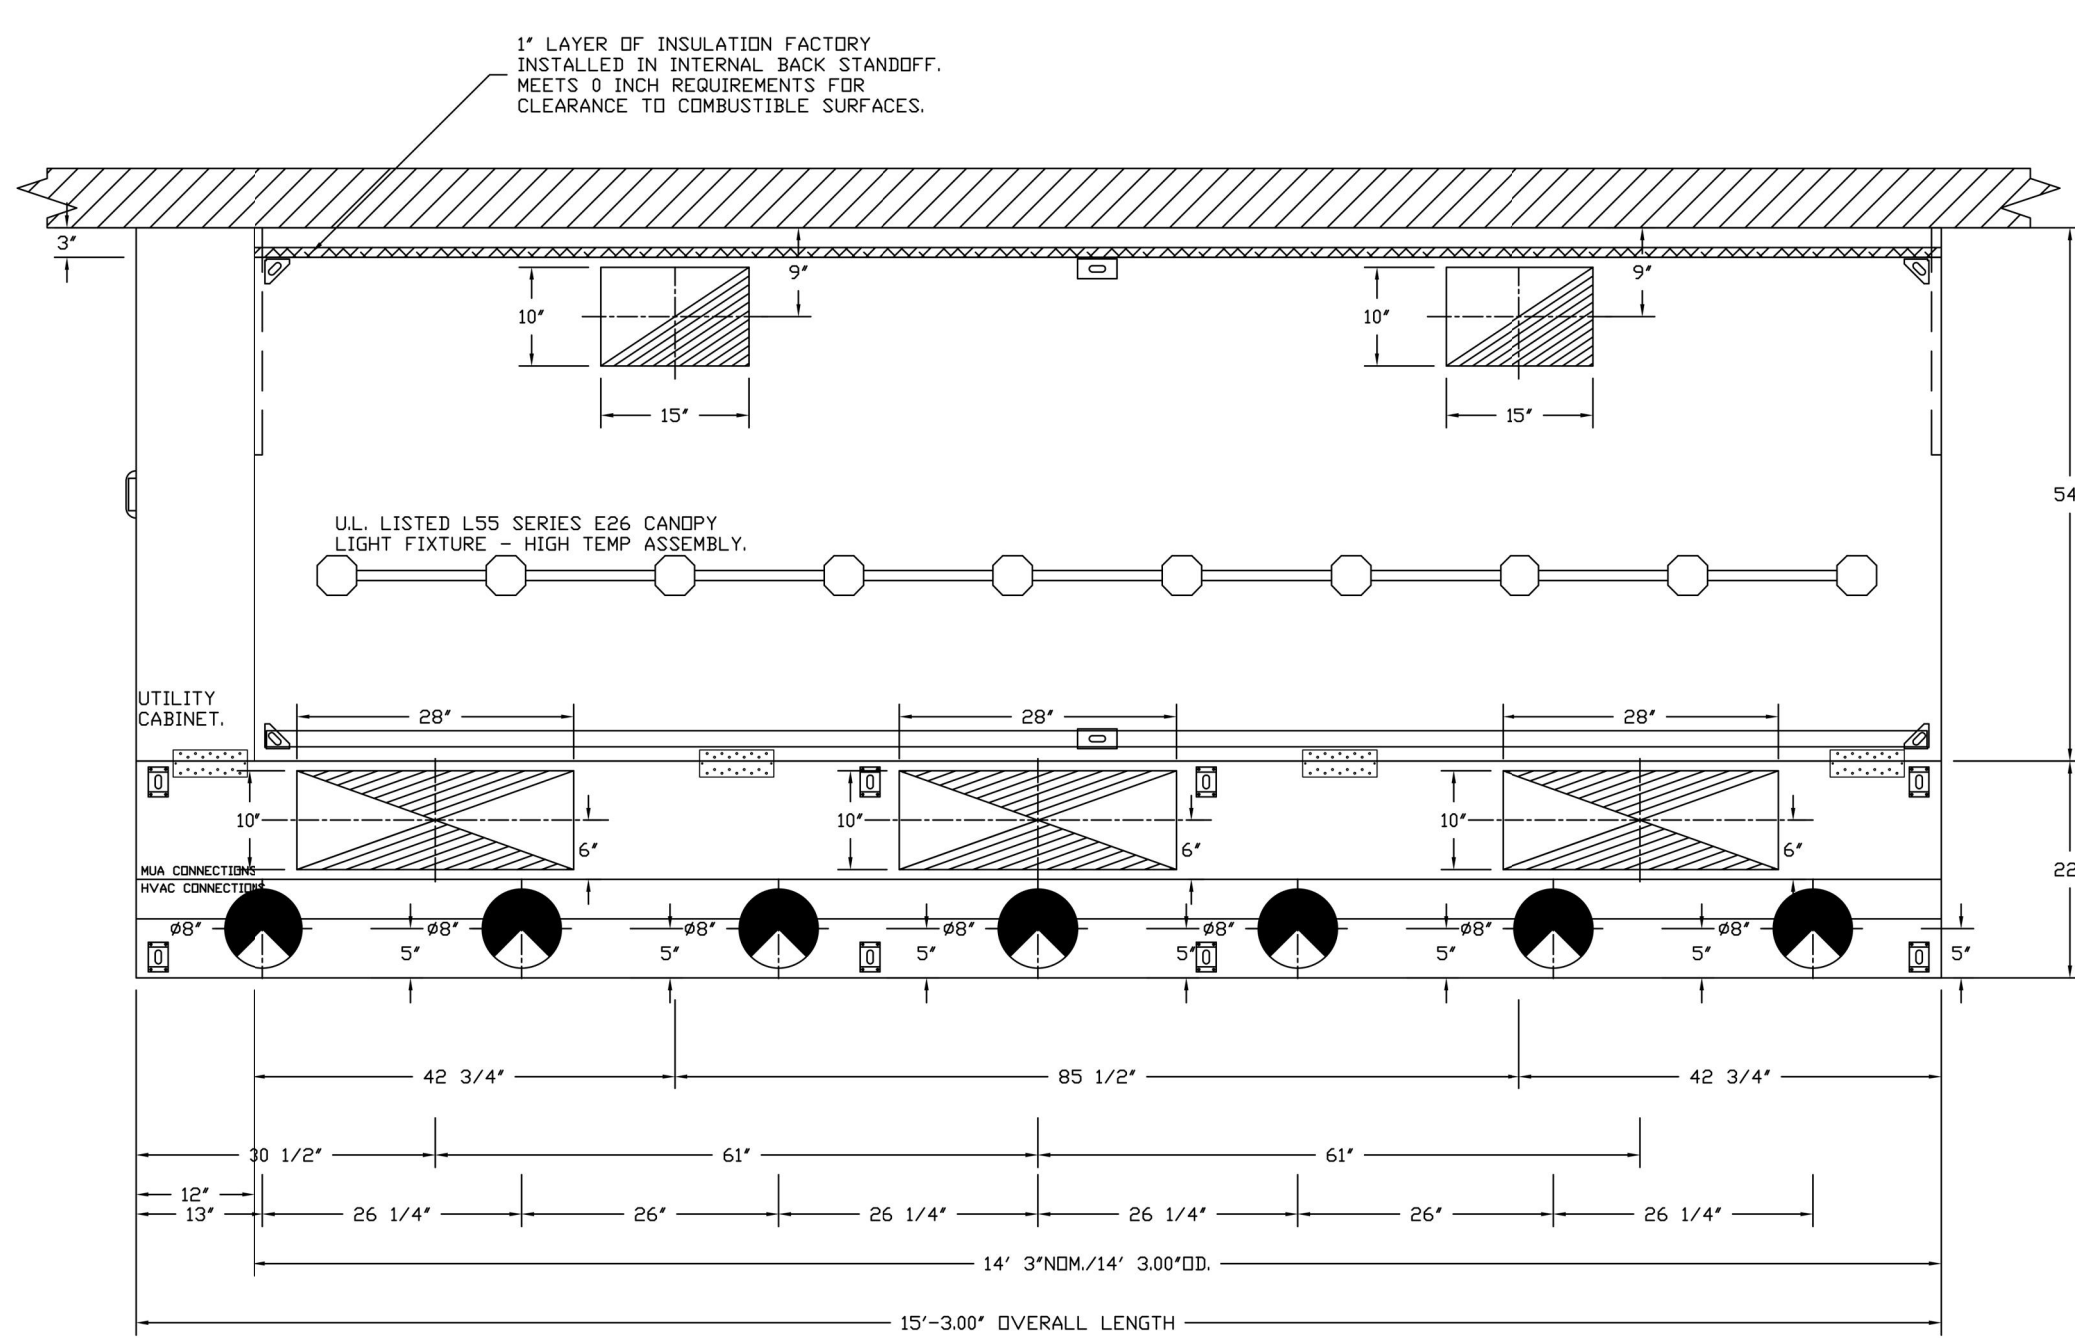 1" LAYER OF INSULATION FACTORY
INSTALLED IN INTERNAL BACK STANDOFF.
MEETS 0 INCH REQUIREMENTS FOR
CLEARANCE TO COMBUSTIBLE SURFACES.
3"
9"
9"
10"
10"
15"
15"
54
U.L. LISTED L55 SERIES E26 CANOPY
LIGHT FIXTURE - HIGH TEMP ASSEMBLY.
UTILITY
CABINET.
28"
28"
28"
10"
10"
10"
6"
6"
6"
22
MUA CONNECTIONS
HVAC CONNECTIONS
ø8"
ø8"
ø8"
ø8"
ø8"
ø8"
ø8"
5"
5"
5"
5"
5"
5"
5"
42 3/4"
85 1/2"
42 3/4"
30 1/2"
61"
61"
12"
13"
26 1/4"
26"
26 1/4"
26 1/4"
26"
26 1/4"
14' 3"NOM./14' 3.00"OD.
15'-3.00" OVERALL LENGTH